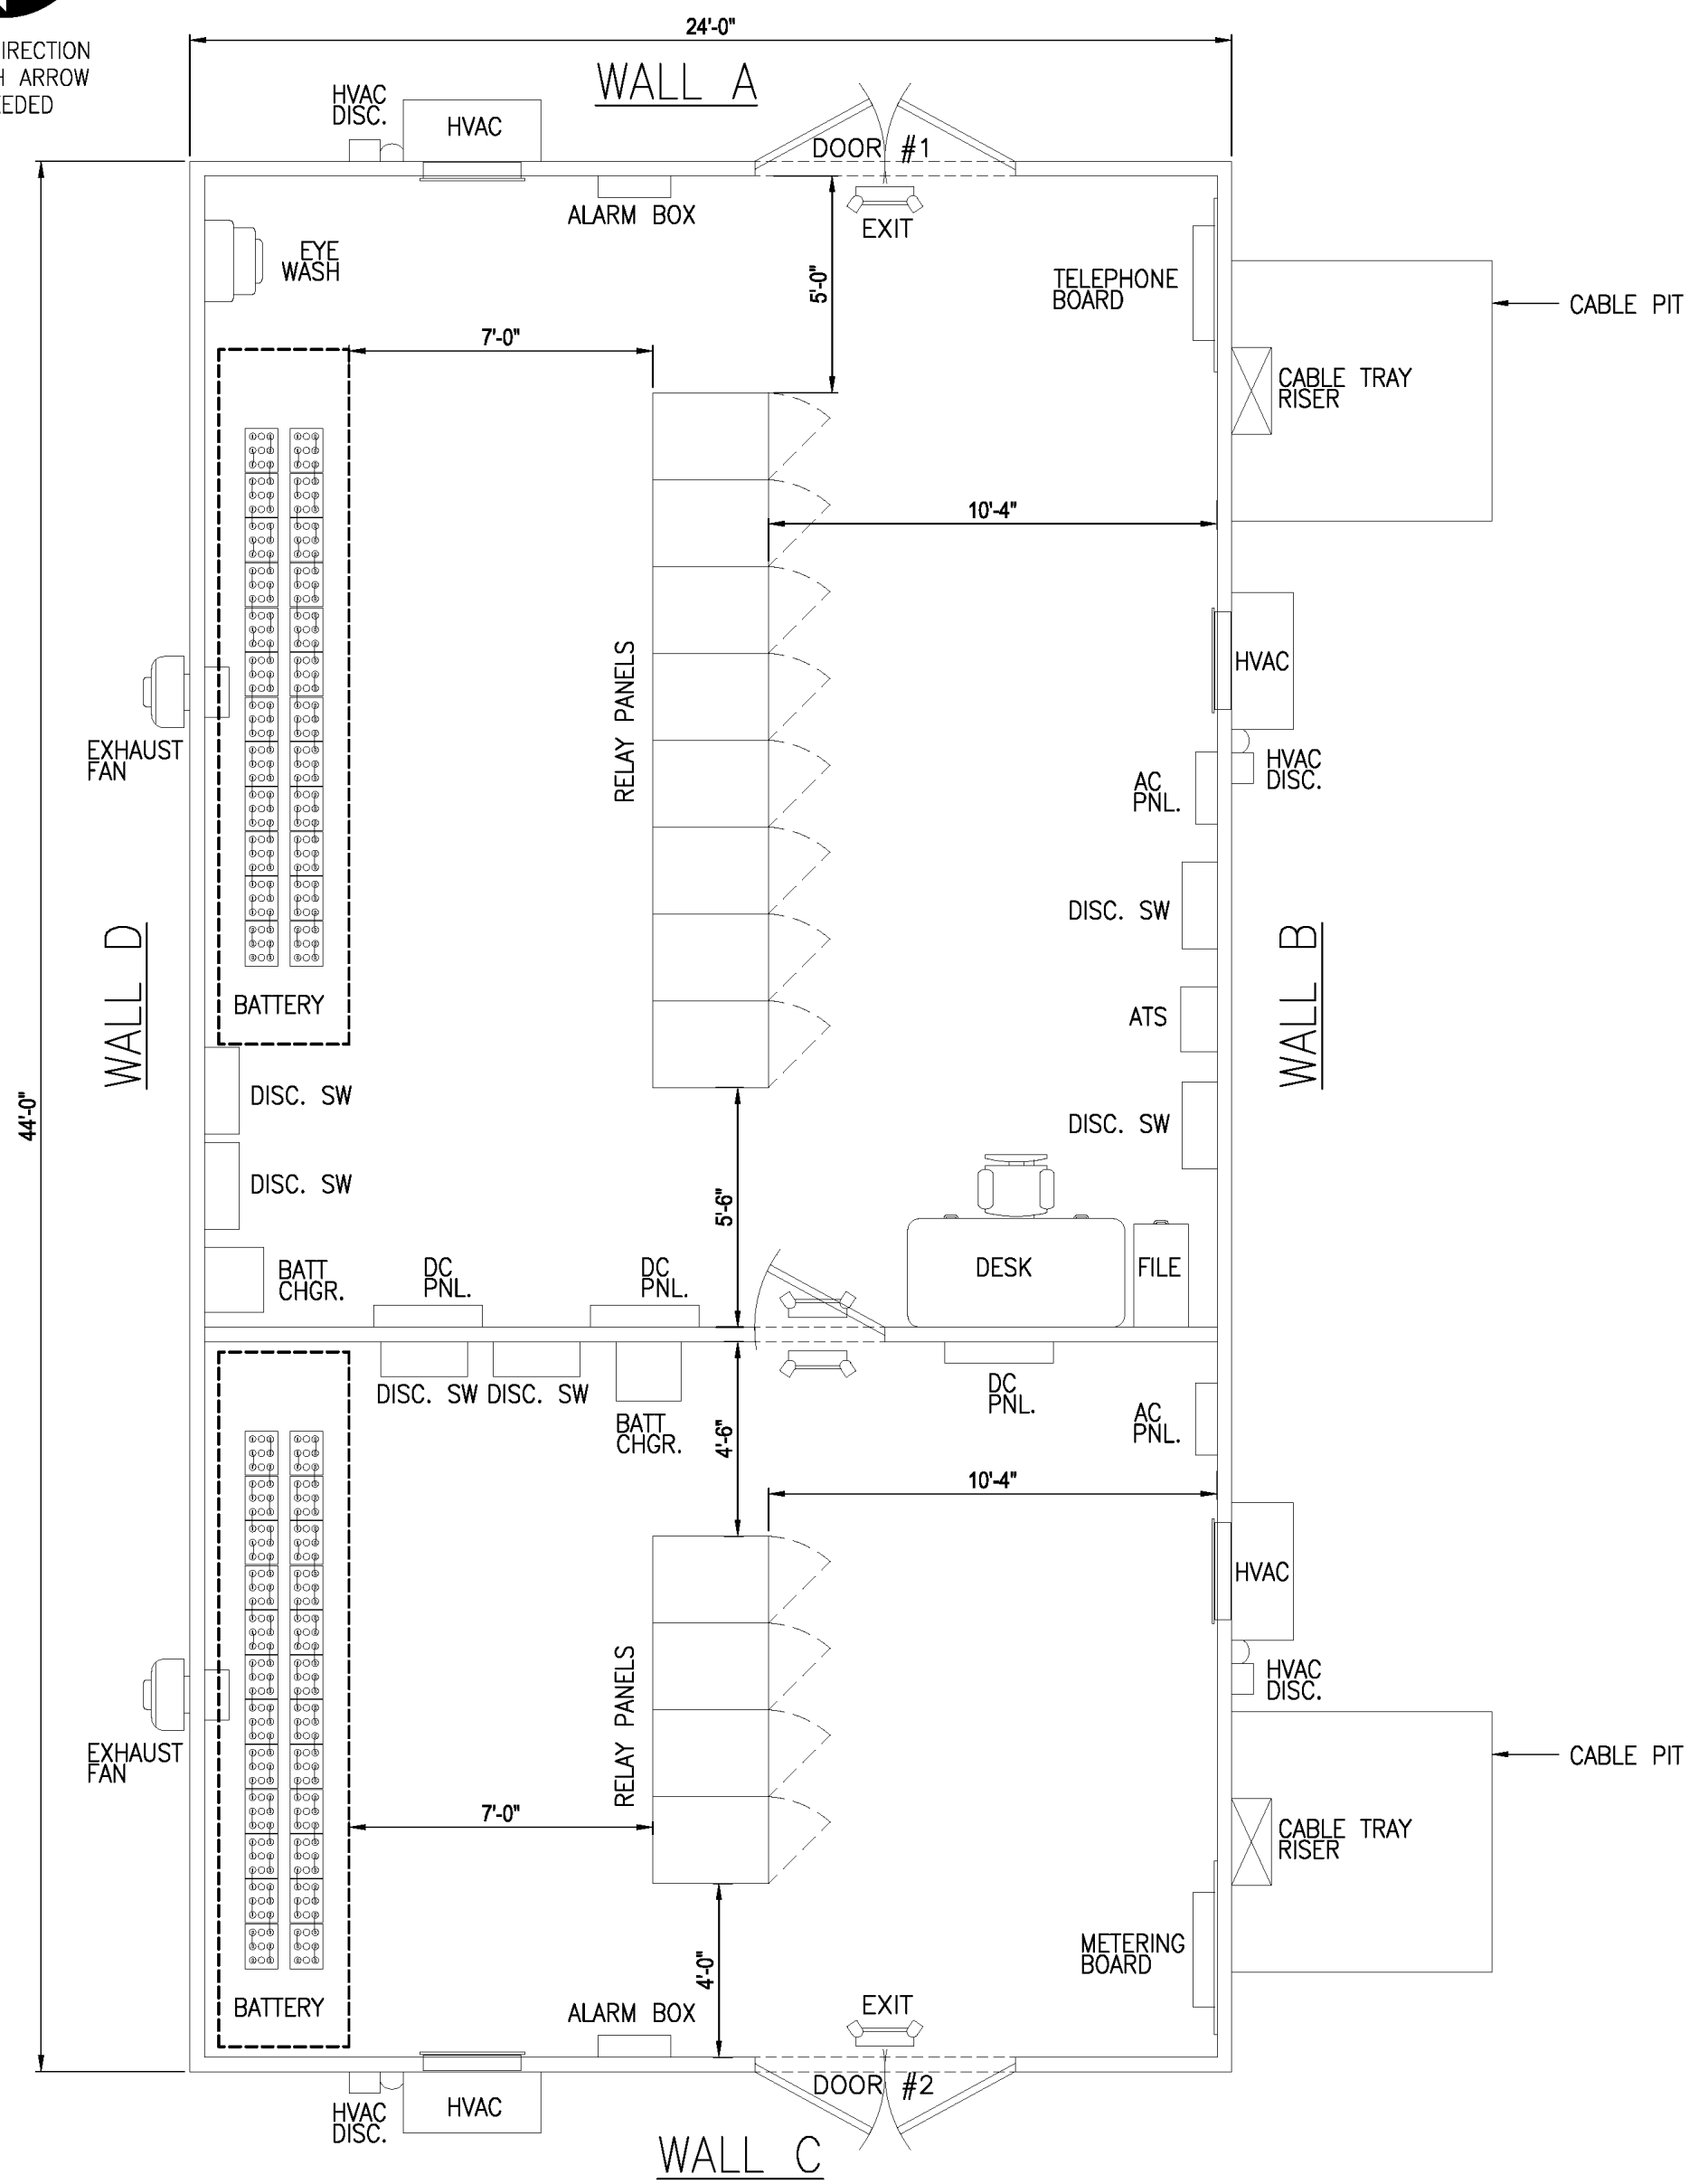 24'-0"
IRECTION
H ARROW
EEDED
WALL A
HVAC
DISC.
HVAC
DOOR #1
ALARM BOX
EXIT
EYE
WASH
5'-0"
TELEPHONE
BOARD
CABLE PIT
7'-0"
CABLE TRAY
RISER
10'-4"
RELAY PANELS
HVAC
EXHAUST
FAN
HVAC
DISC.
AC
PNL.
DISC. SW
WALL D
WALL B
BATTERY
ATS
44'-0"
DISC. SW
DISC. SW
DISC. SW
5'-6"
BATT
CHGR.
DC
PNL.
DC
PNL.
DESK
FILE
DISC. SW
DISC. SW
BATT
CHGR.
4'-6"
DC
PNL.
AC
PNL.
10'-4"
HVAC
RELAY PANELS
HVAC
DISC.
EXHAUST
FAN
CABLE PIT
7'-0"
CABLE TRAY
RISER
METERING
BOARD
4'-0"
BATTERY
ALARM BOX
EXIT
DOOR #2
HVAC
DISC.
HVAC
WALL C